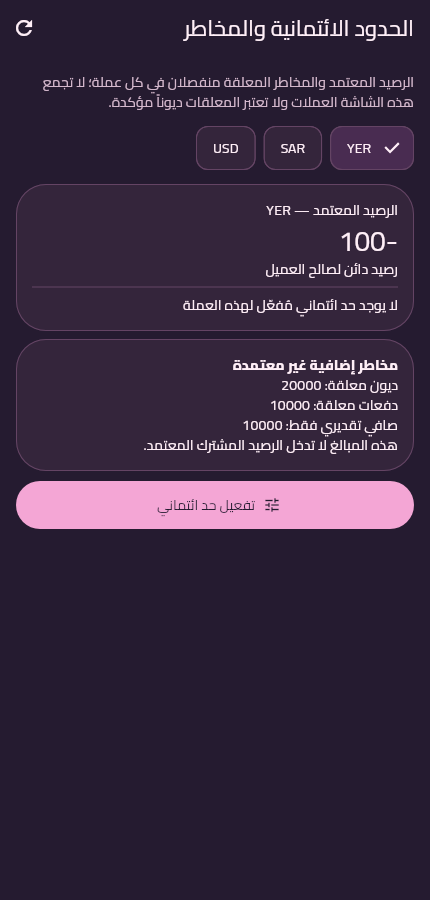 الحدود الائتمانية والمخاطر
الرصيد المعتمد والمخاطر المعلقة منفصلان في كل عملة؛ لا تجمع
هذه الشاشة العملات ولا تعتبر المعلقات ديوناً مؤكدة.
YER
SAR
USD
الرصيد المعتمد — YER
100-
رصيد دائن لصالح العميل
لا يوجد حد ائتماني مُفعّل لهذه العملة
مخاطر إضافية غير معتمدة
ديون معلقة: 20000
دفعات معلقة: 10000
صافي تقديري فقط: 10000
هذه المبالغ لا تدخل الرصيد المشترك المعتمد.
تفعيل حد ائتماني